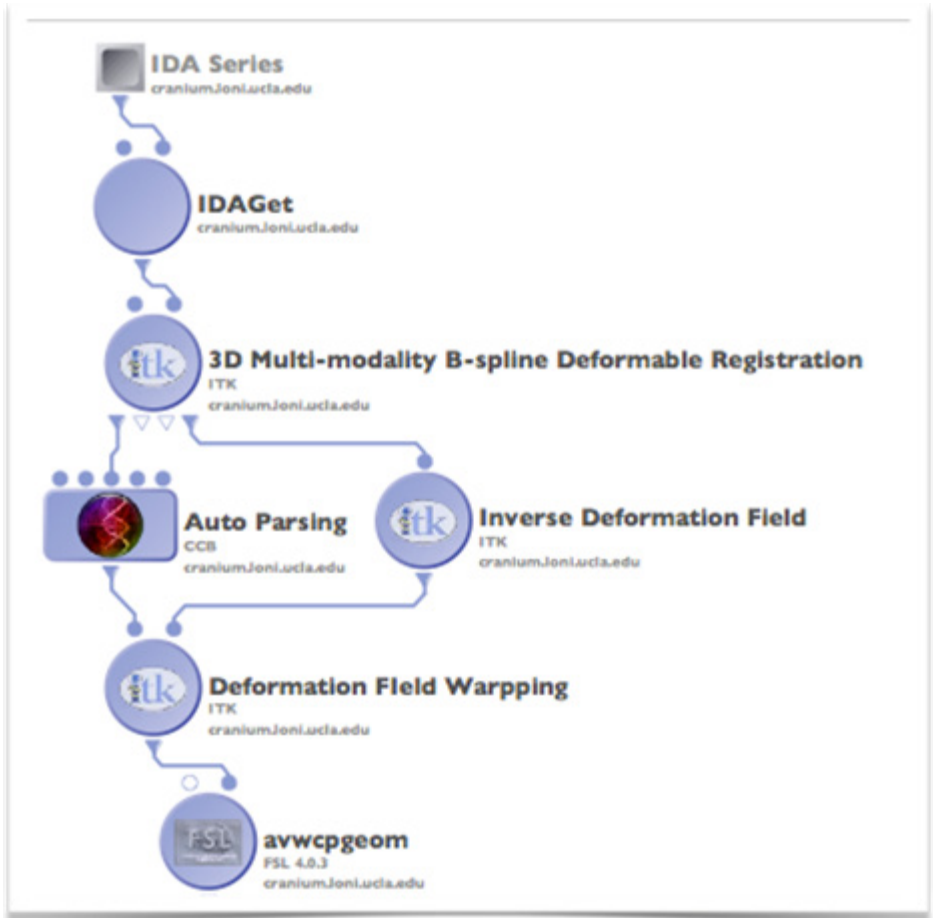 IDA Series
cranium.loni.ucla.edu
IDAGet
cranium.loni.ucla.edu
itk
3D Multi-modality B-spline Deformable Registration
ITK
cranium.loni.ucla.edu
Auto Parsing
CCB
cranium.loni.ucla.edu
itk
Inverse Deformation Field
ITK
cranium.loni.ucla.edu
itk
Deformation FIeld Warpping
ITK
cranium.loni.ucla.edu
FSL
avwcpgeom
FSL 4.0.3
cranium.loni.ucla.edu